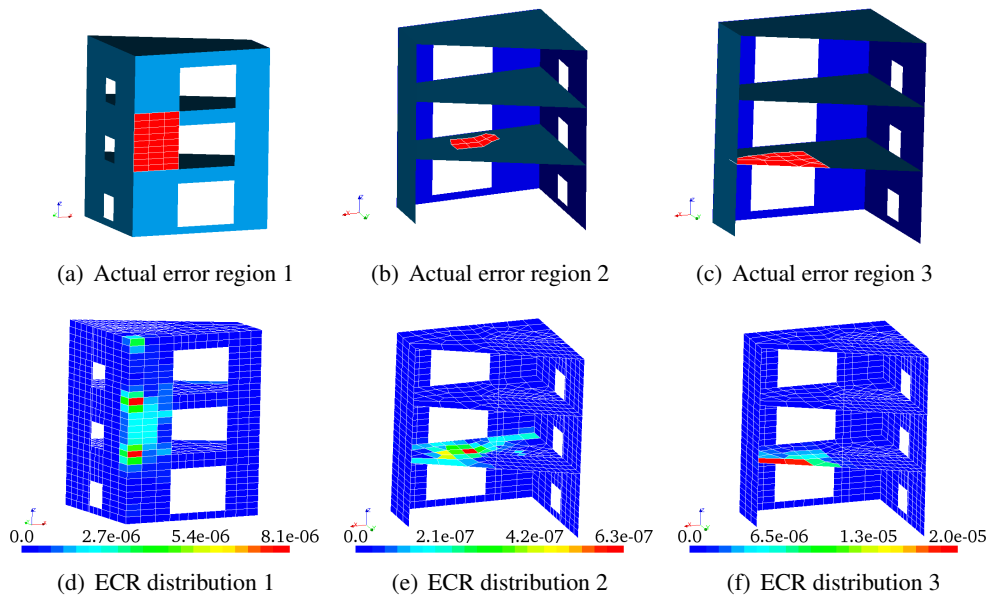 (a) Actual error region 1
(b) Actual error region 2
(c) Actual error region 3
0.0 2.7e-06 5.4e-06 8.1e-06
0.0 2.1e-07 4.2e-07 6.3e-07
0.0 6.5e-06 1.3e-05 2.0e-05
(d) ECR distribution 1
(e) ECR distribution 2
(f) ECR distribution 3